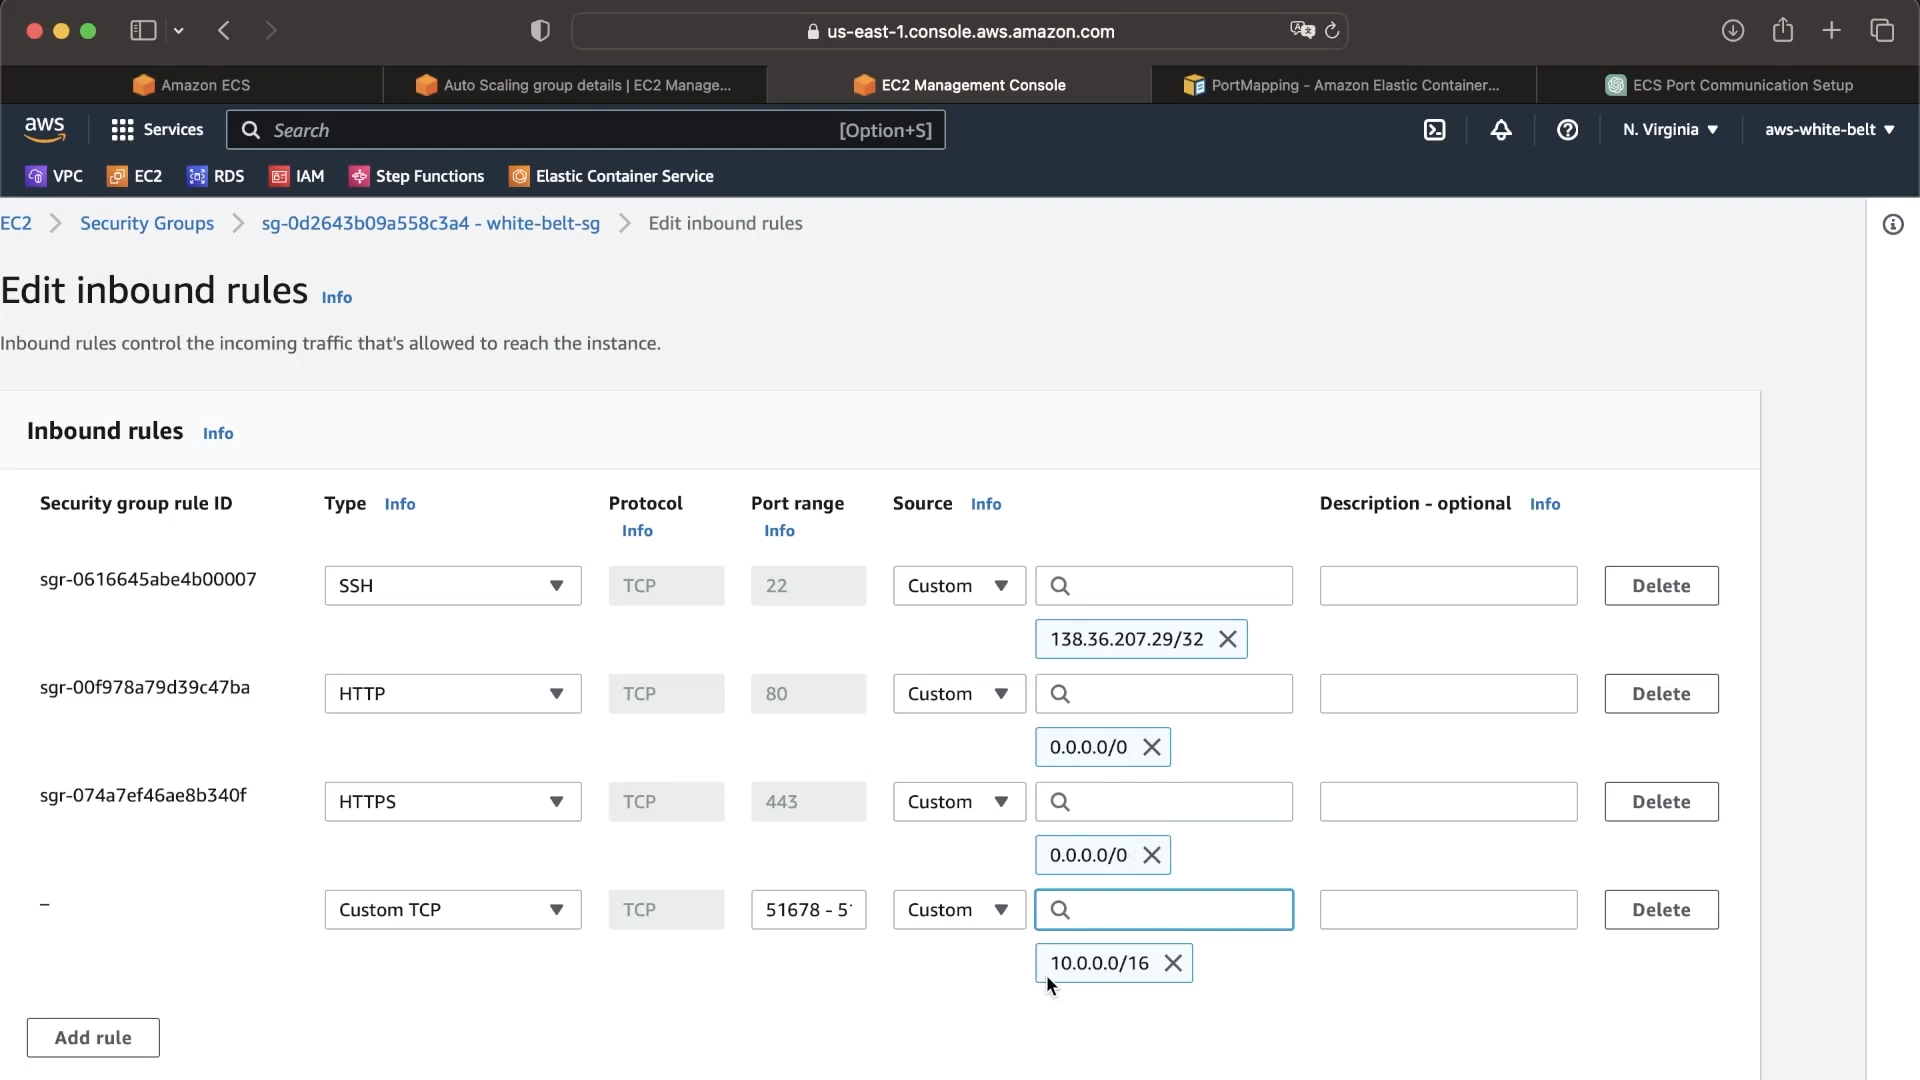 us-east-1.console.aws.amazon.com
Amazon ECS
Auto Scaling group details | EC2 Manage...
EC2 Management Console
PortMapping - Amazon Elastic Container...
ECS Port Communication Setup
aws
Services
Search
[Option+S]
N. Virginia
aws-white-belt
VPC
EC2
RDS
IAM
Step Functions
Elastic Container Service
EC2
Security Groups
sg-0d2643b09a558c3a4 - white-belt-sg
Edit inbound rules
Edit inbound rules Info
Inbound rules control the incoming traffic that's allowed to reach the instance.
Inbound rules Info
Security group rule ID
Type Info
Protocol Info
Port range Info
Source Info
Description - optional Info
sgr-0616645abe4b00007
SSH
TCP
22
Custom
138.36.207.29/32
Delete
sgr-00f978a79d39c47ba
HTTP
TCP
80
Custom
0.0.0.0/0
Delete
sgr-074a7ef46ae8b340f
HTTPS
TCP
443
Custom
0.0.0.0/0
Delete
–
Custom TCP
TCP
51678 - 5
Custom
10.0.0.0/16
Delete
Add rule